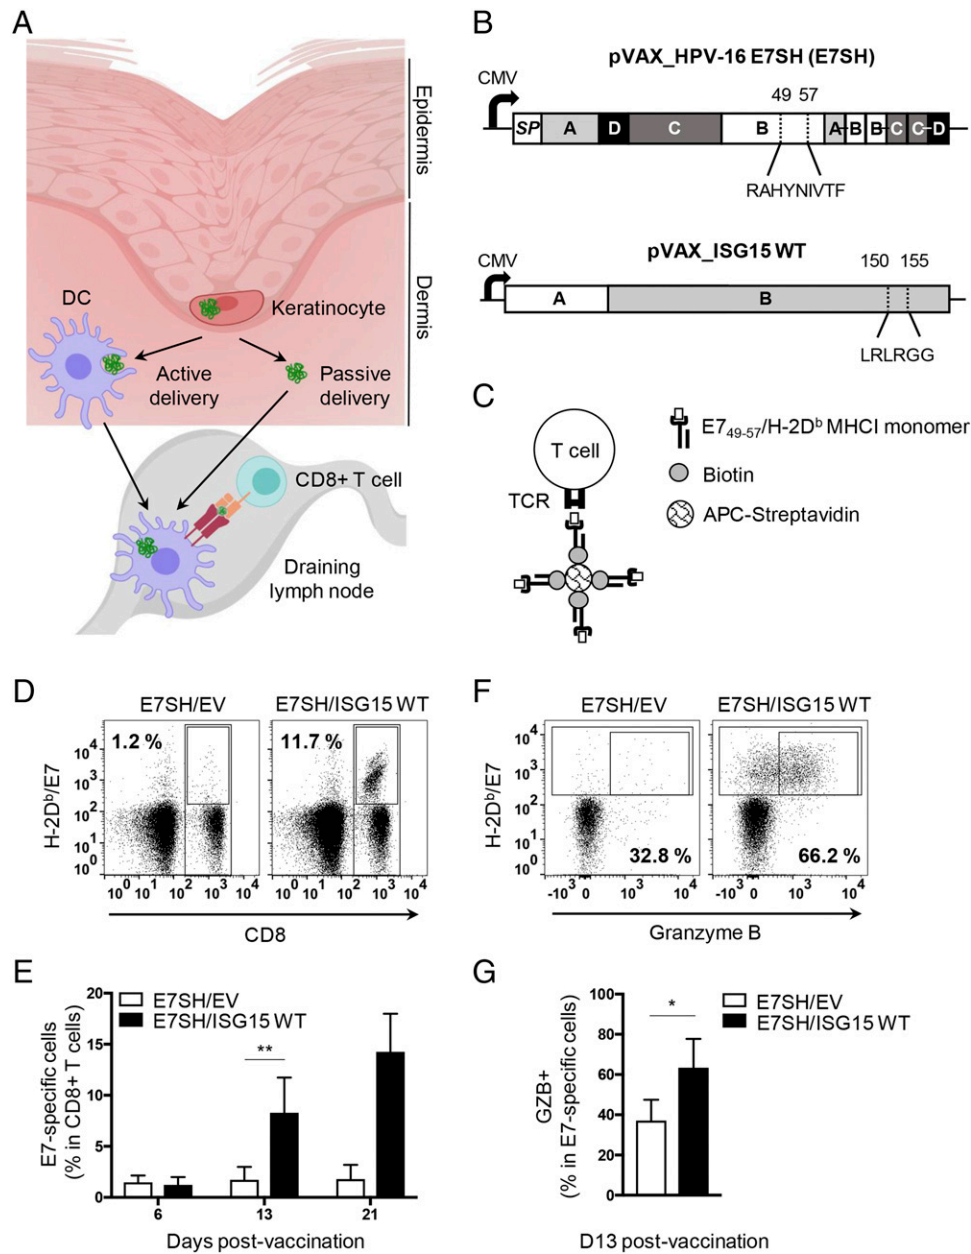 A
Epidermis
Dermis
DC
Keratinocyte
Active
delivery
Passive
delivery
CD8+ T cell
Draining
lymph node
B
pVAX_HPV-16 E7SH (E7SH)
CMV
49 57
SP A D C B A B B C C D
RAHYNIVTF
pVAX_ISG15 WT
CMV
150 155
A B
LRLRGG
C
T cell
TCR
E7₄₉₋₅₇/H-2Dᵇ MHCI monomer
Biotin
APC-Streptavidin
D
E7SH/EV E7SH/ISG15 WT
1.2 % 11.7 %
H-2Dᵇ/E7
10⁴
10³
10²
10¹
10⁰
10⁰ 10¹ 10² 10³ 10⁴ 10⁰ 10¹ 10² 10³ 10⁴
CD8
F
E7SH/EV E7SH/ISG15 WT
H-2Dᵇ/E7
10⁴
10³
10²
10¹
10⁰
32.8 % 66.2 %
-10³ 0 10³ 10⁴ -10³ 0 10³ 10⁴
Granzyme B
E
E7SH/EV
E7SH/ISG15 WT
E7-specific cells
(% in CD8+ T cells)
20
15
10
5
0
**
6 13 21
Days post-vaccination
G
E7SH/EV
E7SH/ISG15 WT
GZB+
(% in E7-specific cells)
100
80
60
40
20
0
*
D13 post-vaccination